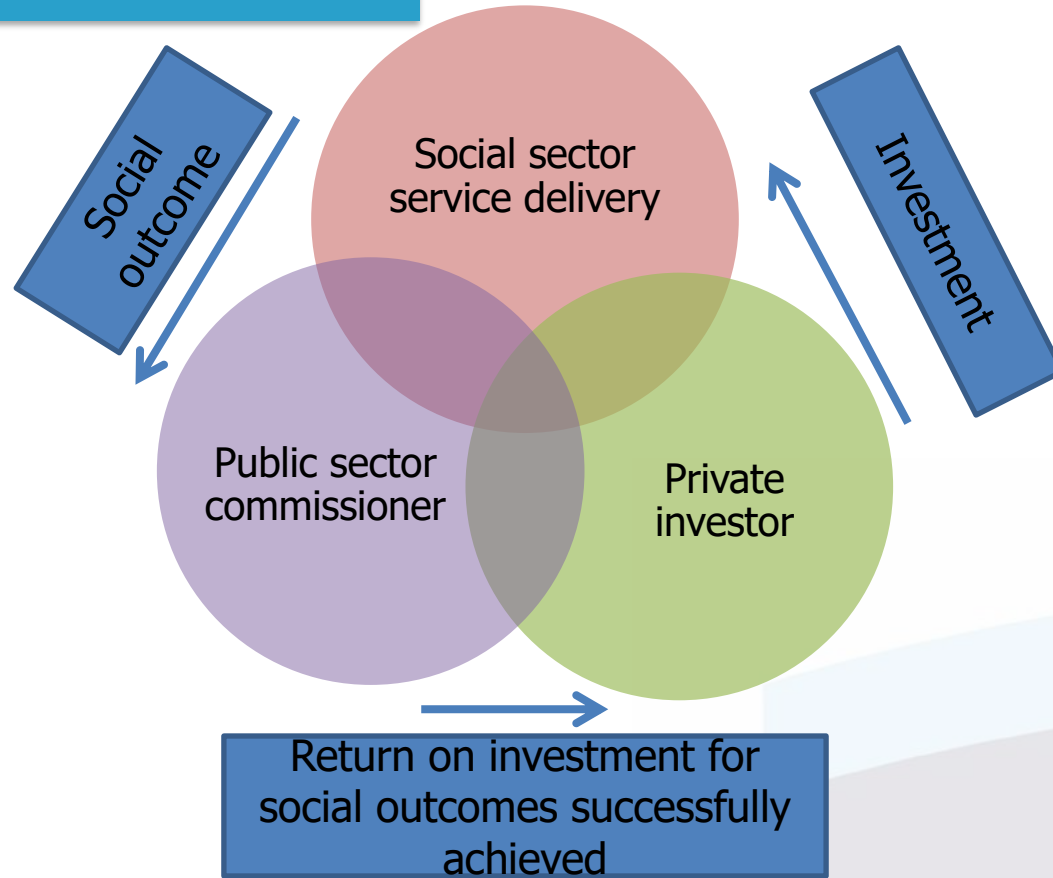 Social
outcome
Social sector
service delivery
Investment
Public sector
commissioner
Private
investor
Return on investment for
social outcomes successfully
achieved